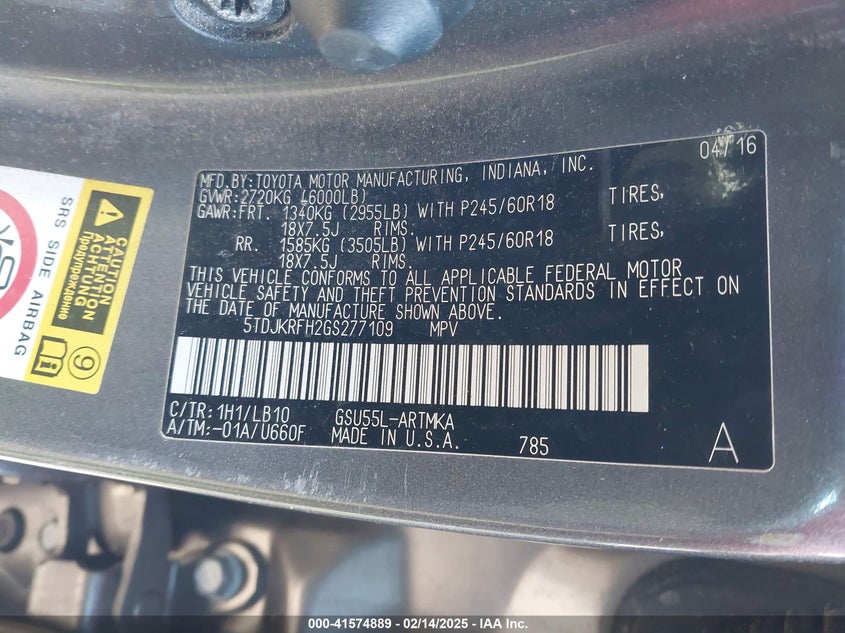 04/16
MFD.BY:TOYOTA MOTOR MANUFACTURING, INDIANA, INC.
GVWR:2720KG (6000LB)
GAWR:FRT. 1340KG (2955LB) WITH P245/60R18 TIRES,
18X7.5J RIMS.
RR. 1585KG (3505LB) WITH P245/60R18 TIRES,
18X7.5J RIMS.
THIS VEHICLE CONFORMS TO ALL APPLICABLE FEDERAL MOTOR
VEHICLE SAFETY AND THEFT PREVENTION STANDARDS IN EFFECT ON
THE DATE OF MANUFACTURE SHOWN ABOVE.
5TDJKRFH2GS277109 MPV
C/TR:1H1/LB10 GSU55L-ARTMKA
A/TM:-01A/U660F MADE IN U.S.A. 785 A
SRS SIDE AIRBAG
CAUTION
ATTENTION
ACHTUNG
Предупреждение
9
000-41574889 - 02/14/2025 - IAA Inc.